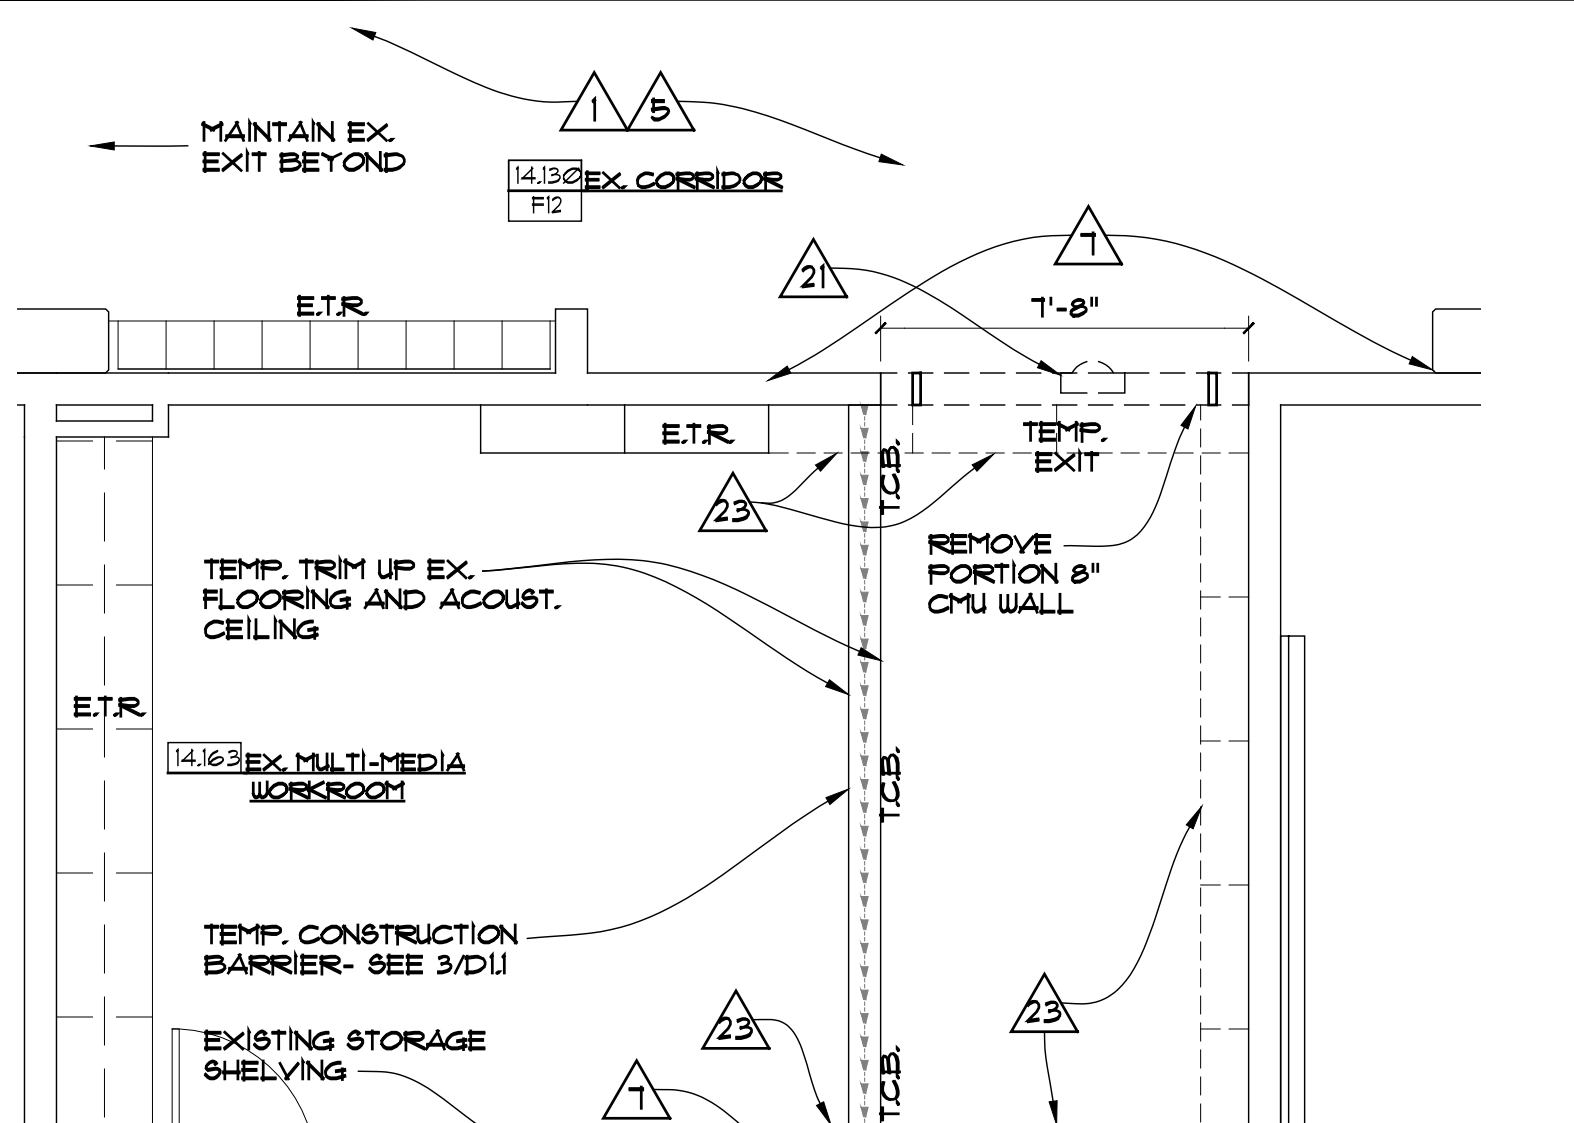 1 5
MAINTAIN EX.
EXIT BEYOND
14.130 EX. CORRIDOR
F12
7
21
7'-8"
E.T.R.
E.T.R.
TEMP.
EXIT
T.C.B.
23
REMOVE
PORTION 8"
CMU WALL
TEMP. TRIM UP EX.
FLOORING AND ACOUST.
CEILING
E.T.R.
14.163 EX. MULTI-MEDIA
WORKROOM
T.C.B.
TEMP. CONSTRUCTION
BARRIER- SEE 3/D1.1
23
23
EXISTING STORAGE
SHELVING
7
T.C.B.